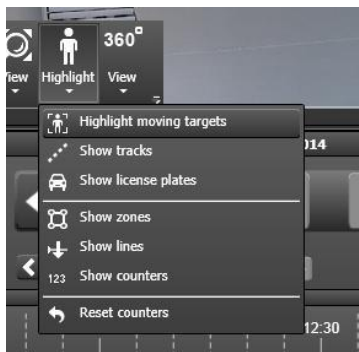 360°
View
Highlight
View
Highlight moving targets
Show tracks
014
Show license plates
Show zones
Show lines
123
Show counters
Reset counters
12:30